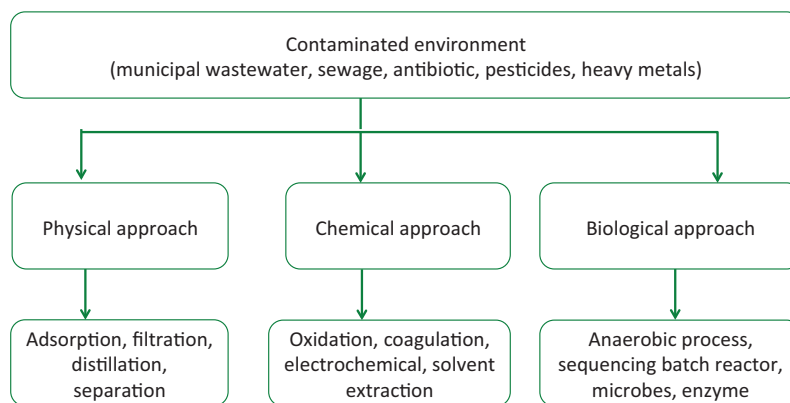 Contaminated environment
(municipal wastewater, sewage, antibiotic, pesticides, heavy metals)
Physical approach
Chemical approach
Biological approach
Adsorption, filtration,
distillation,
separation
Oxidation, coagulation,
electrochemical, solvent
extraction
Anaerobic process,
sequencing batch reactor,
microbes, enzyme